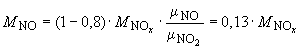 M_NO = (1 − 0,8) · M_NOₓ · μ_NO / μ_NO₂ = 0,13 · M_NOₓ